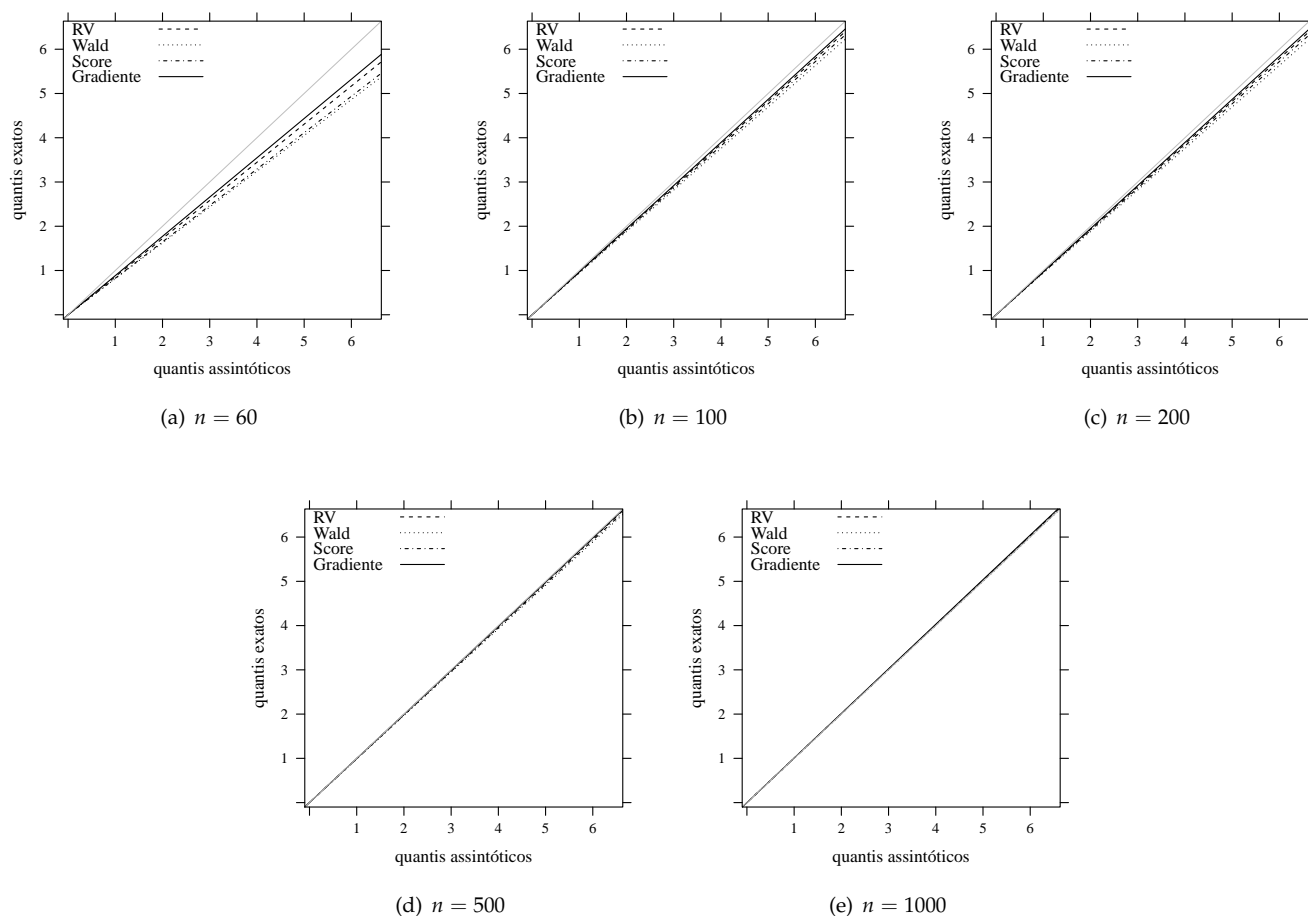 RV
Wald
Score
Gradiente
6
5
4
3
2
1
quantis exatos
1 2 3 4 5 6
quantis assintóticos
(a) n = 60
RV
Wald
Score
Gradiente
6
5
4
3
2
1
quantis exatos
1 2 3 4 5 6
quantis assintóticos
(b) n = 100
RV
Wald
Score
Gradiente
6
5
4
3
2
1
quantis exatos
1 2 3 4 5 6
quantis assintóticos
(c) n = 200
RV
Wald
Score
Gradiente
6
5
4
3
2
1
quantis exatos
1 2 3 4 5 6
quantis assintóticos
(d) n = 500
RV
Wald
Score
Gradiente
6
5
4
3
2
1
quantis exatos
1 2 3 4 5 6
quantis assintóticos
(e) n = 1000